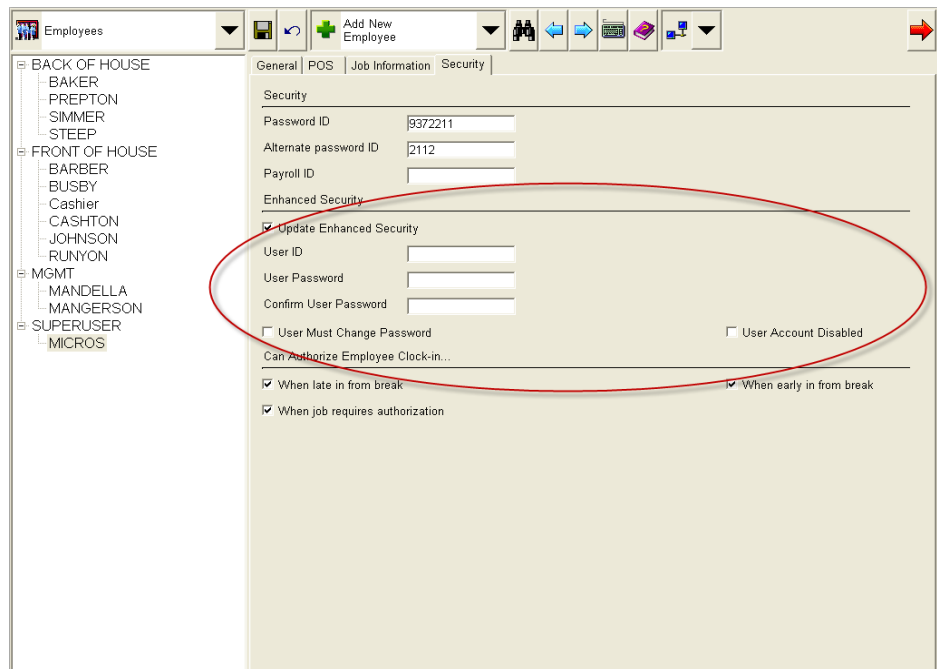 Employees
Add New
Employee
BACK OF HOUSE
BAKER
PREPTON
SIMMER
STEEP
FRONT OF HOUSE
BARBER
BUSBY
Cashier
CASHTON
JOHNSON
RUNYON
MGMT
MANDELLA
MANGERSON
SUPERUSER
MICROS
General POS Job Information Security
Security
Password ID 9372211
Alternate password ID 2112
Payroll ID
Enhanced Security
Update Enhanced Security
User ID
User Password
Confirm User Password
User Must Change Password User Account Disabled
Can Authorize Employee Clock-in...
When late in from break When early in from break
When job requires authorization